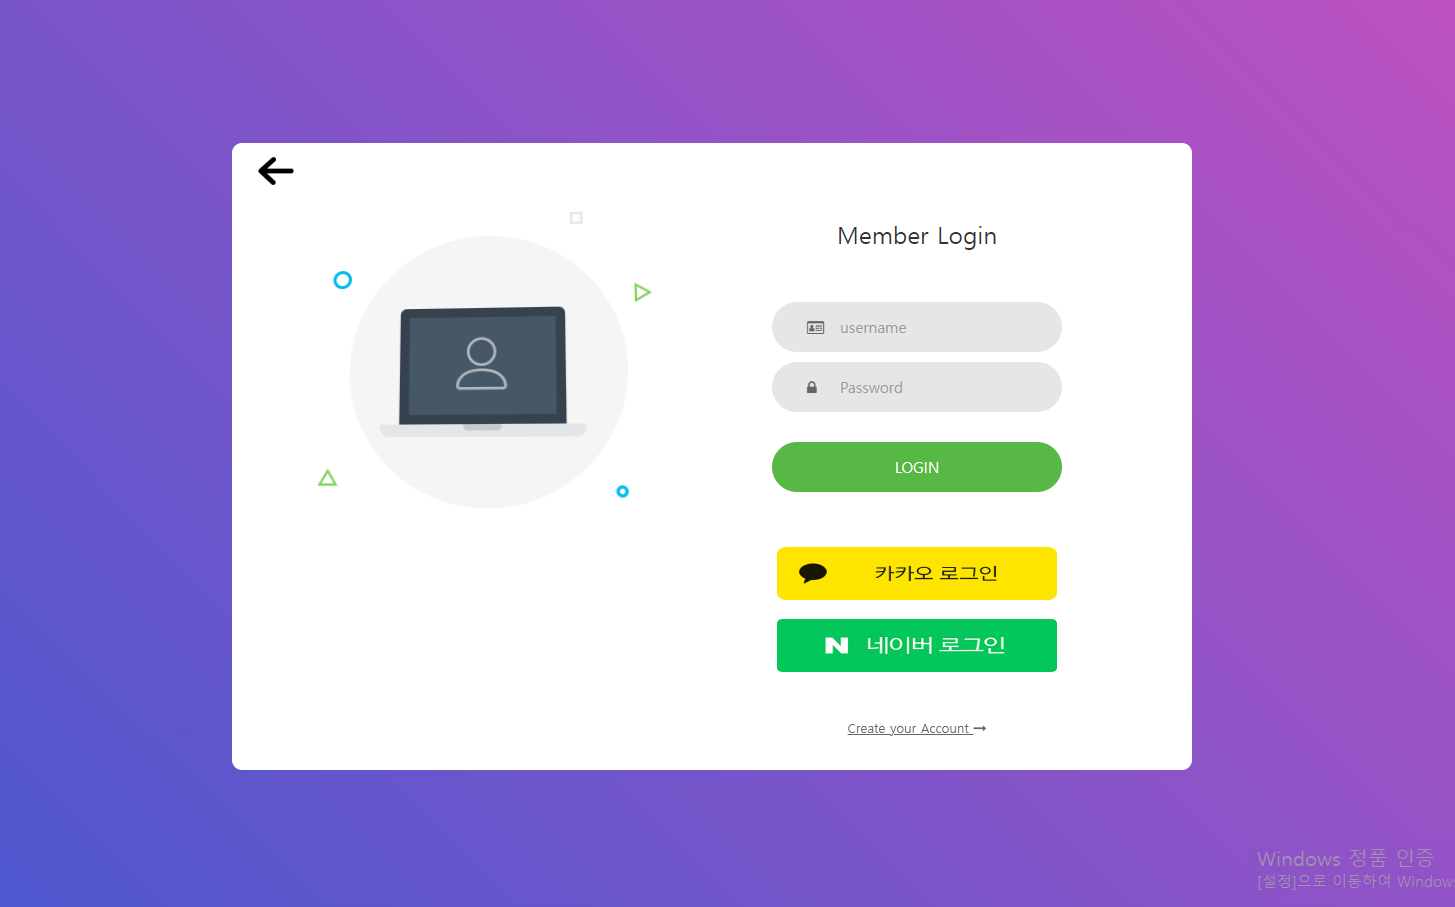 Member Login
username
Password
LOGIN
카카오 로그인
N 네이버 로그인
Create your Account
Windows 정품 인증
[설정]으로 이동하여 Windows